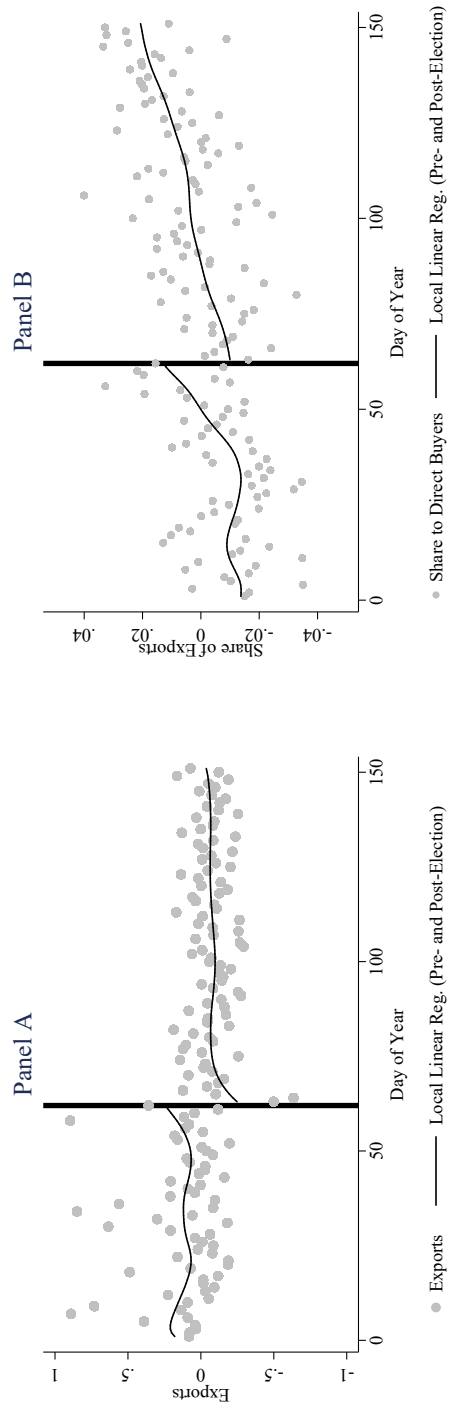 Panel A
1
.5
0
-.5
-1
Exports
0
50
100
150
Day of Year
Exports
Local Linear Reg. (Pre- and Post-Election)
Panel B
.04
.02
0
-.02
-.04
Share of Exports
0
50
100
150
Day of Year
Share to Direct Buyers
Local Linear Reg. (Pre- and Post-Election)